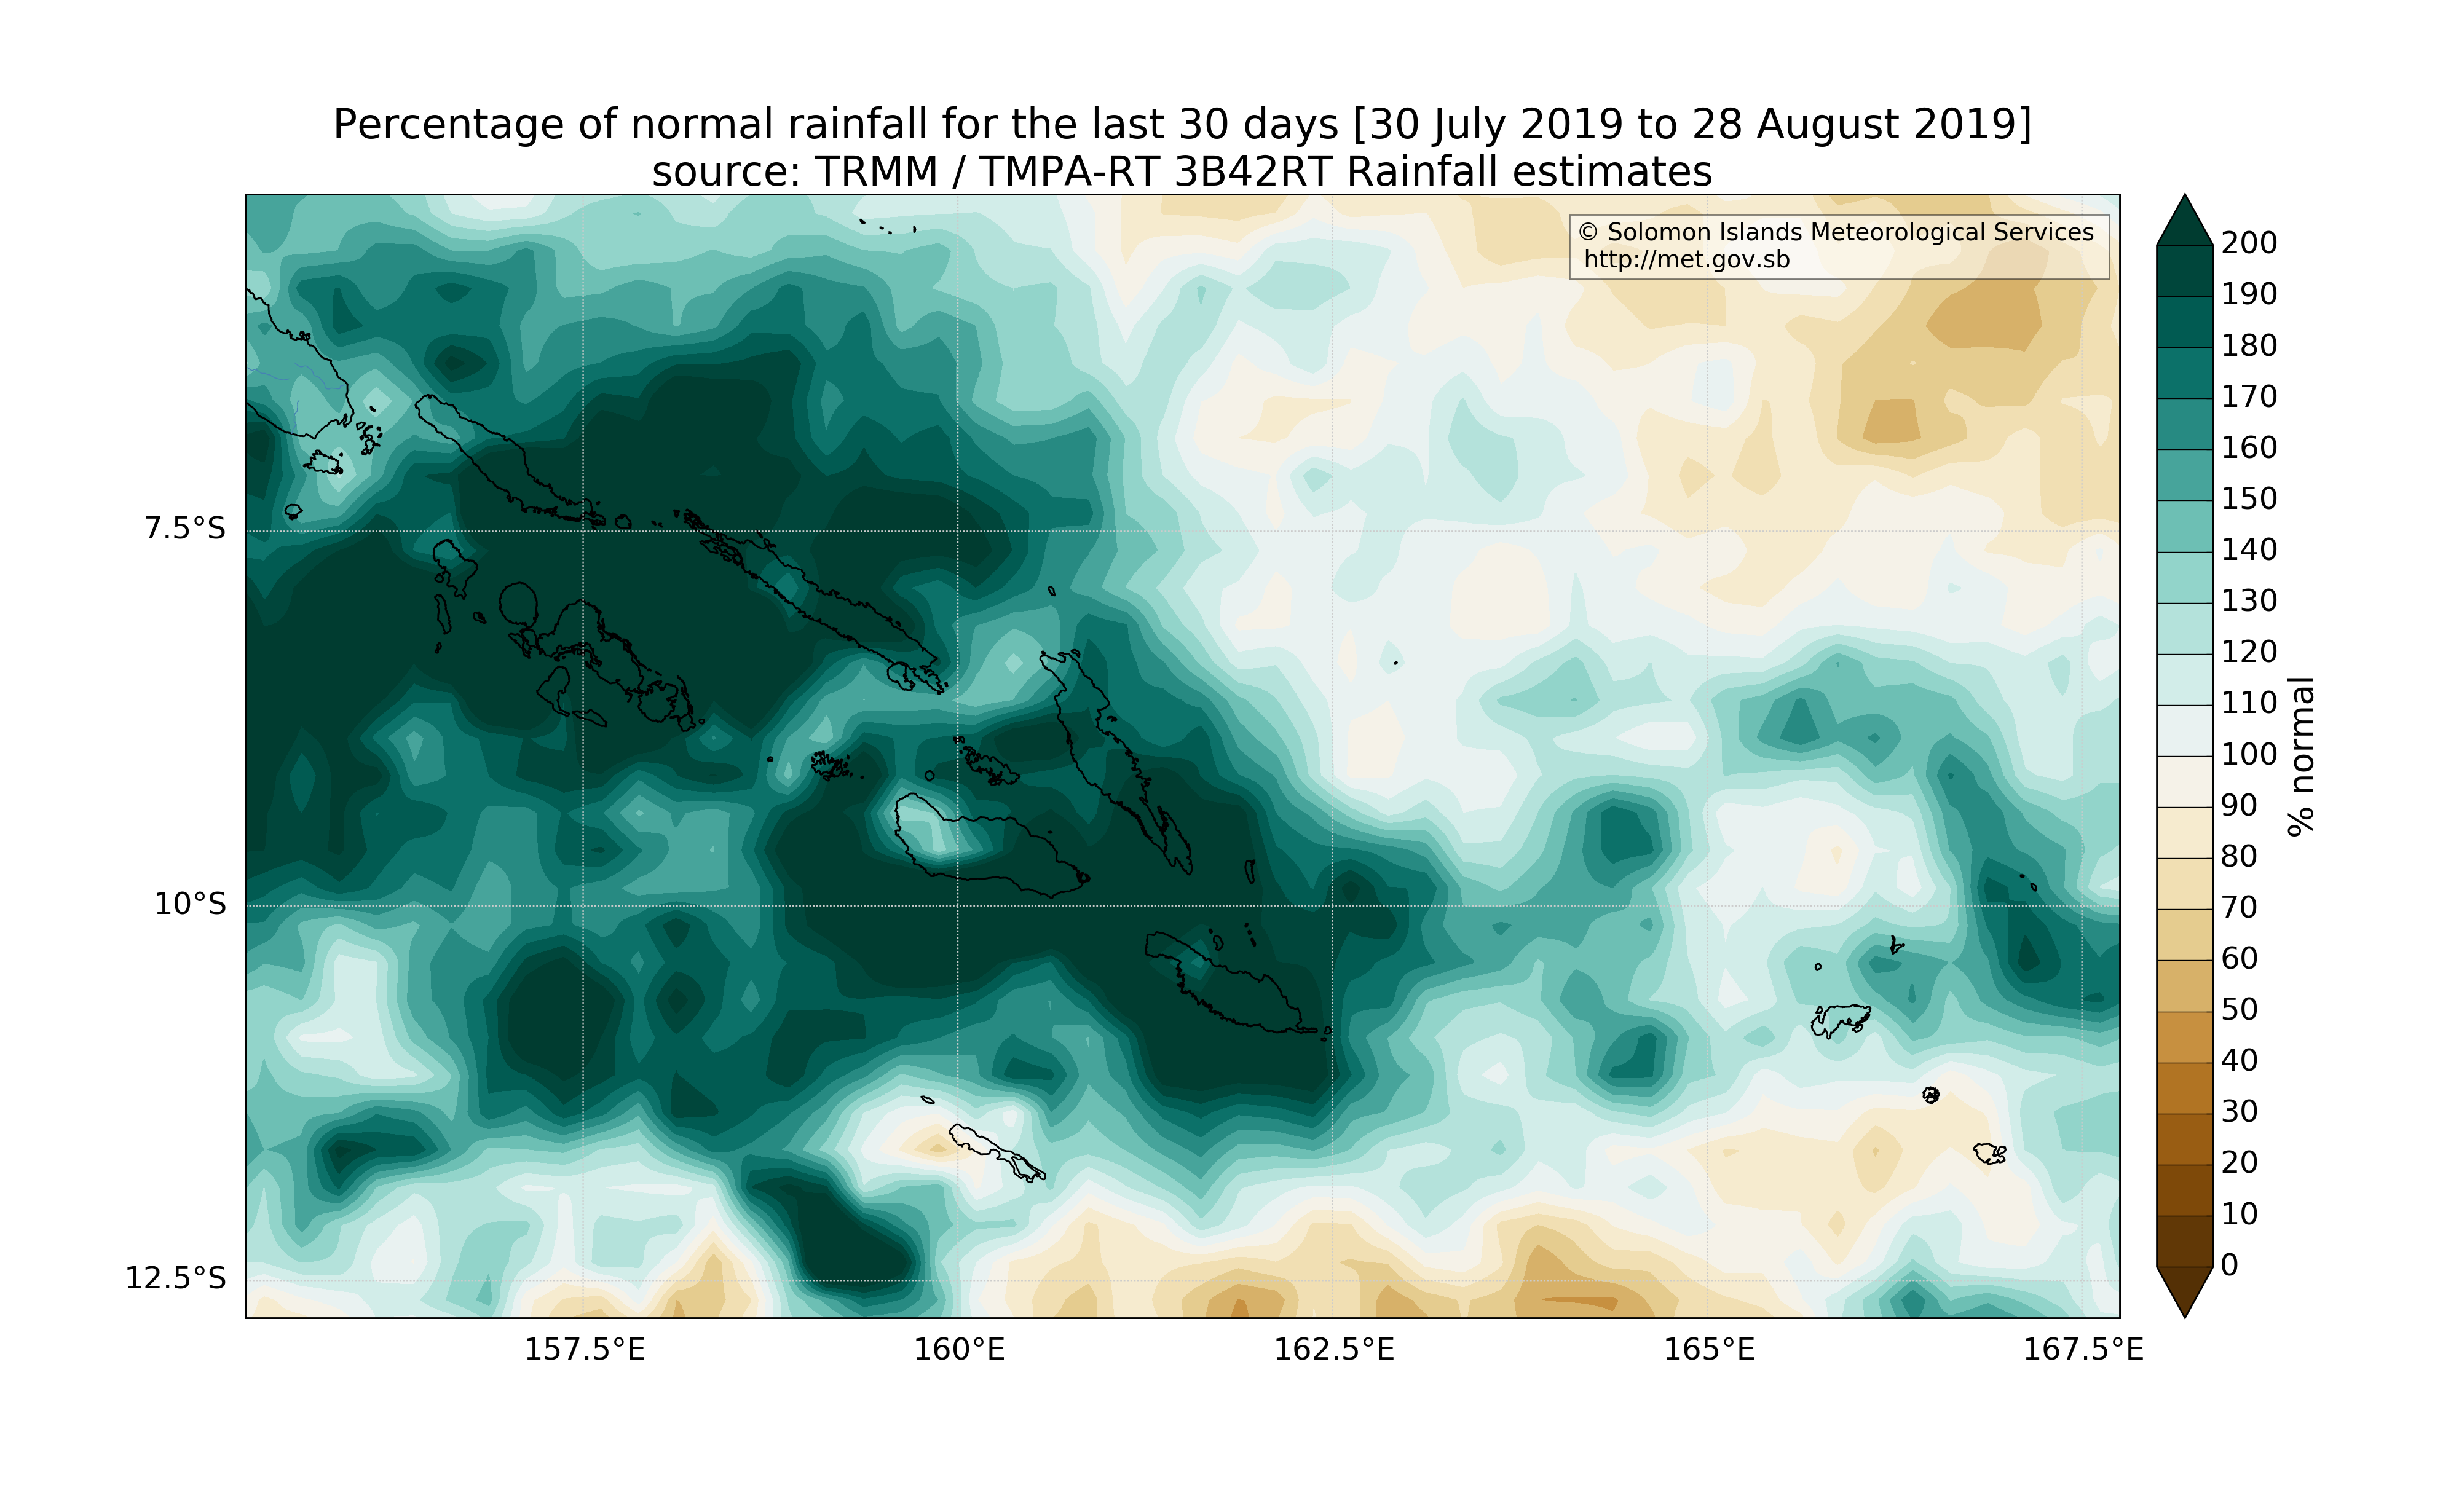 Percentage of normal rainfall for the last 30 days [30 July 2019 to 28 August 2019]
source: TRMM / TMPA-RT 3B42RT Rainfall estimates
© Solomon Islands Meteorological Services
http://met.gov.sb
7.5°S
10°S
12.5°S
157.5°E
160°E
162.5°E
165°E
167.5°E
200
190
180
170
160
150
140
130
120
110
100
90
80
70
60
50
40
30
20
10
0
% normal